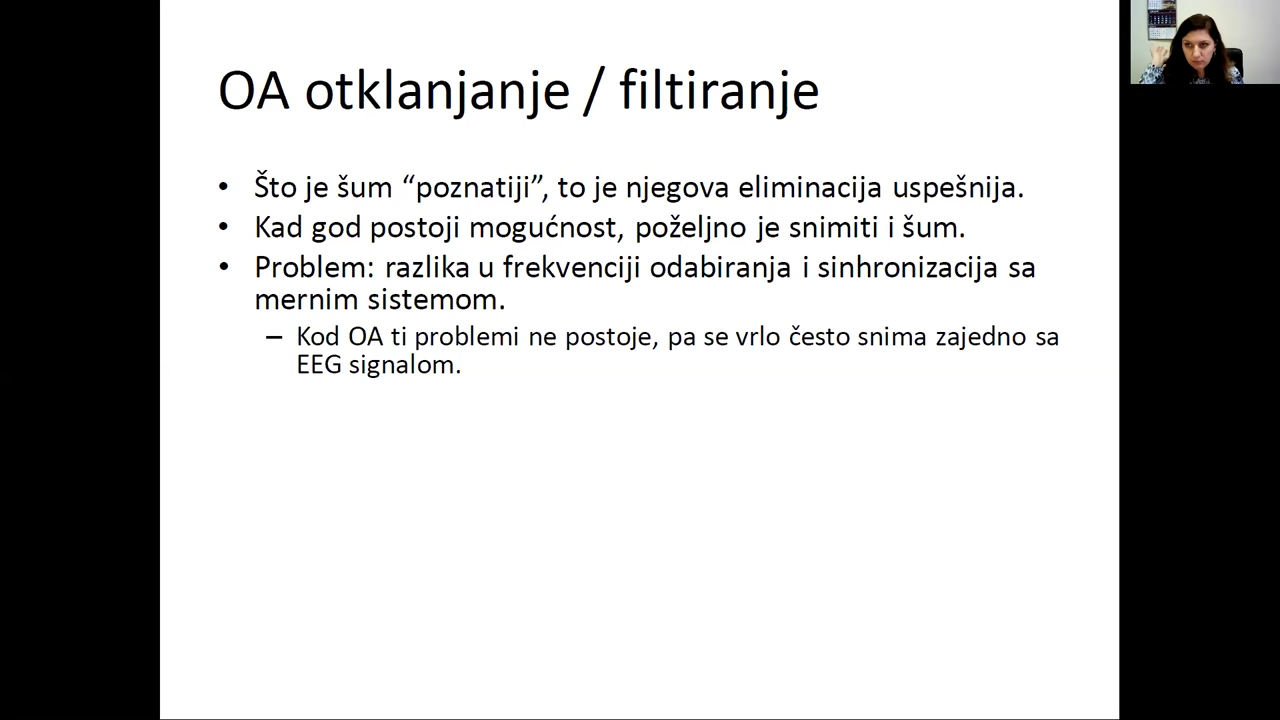 OA otklanjanje / filtiranje
• Što je šum “poznatiji”, to je njegova eliminacija uspešnija.
• Kad god postoji mogućnost, poželjno je snimiti i šum.
• Problem: razlika u frekvenciji odabiranja i sinhronizacija sa
mernim sistemom.
– Kod OA ti problemi ne postoje, pa se vrlo često snima zajedno sa
EEG signalom.